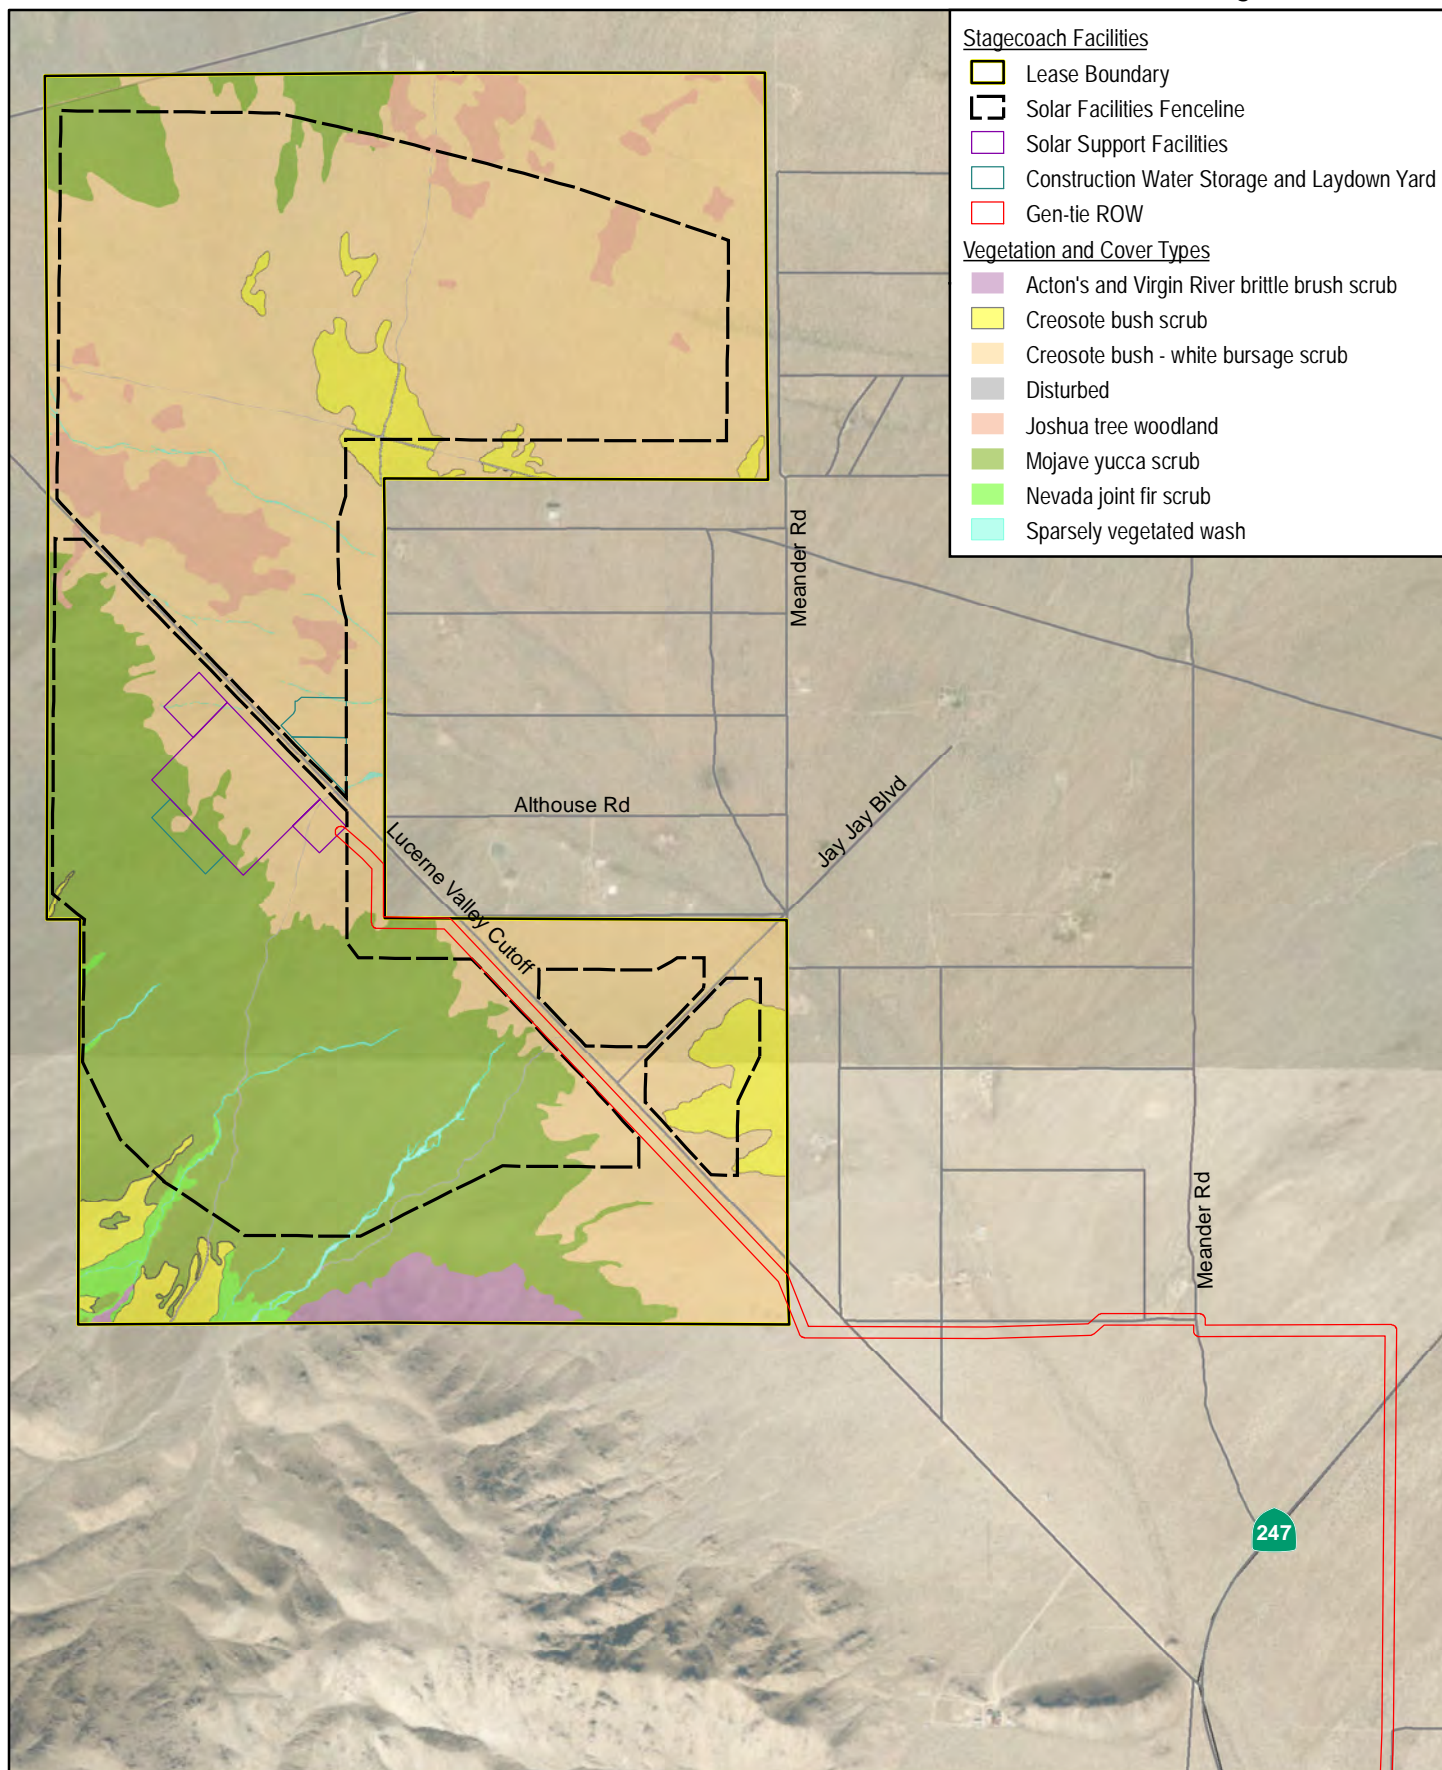 Stagecoach Facilities
Lease Boundary
Solar Facilities Fenceline
Solar Support Facilities
Construction Water Storage and Laydown Yard
Gen-tie ROW
Vegetation and Cover Types
Acton's and Virgin River brittle brush scrub
Creosote bush scrub
Creosote bush - white bursage scrub
Disturbed
Joshua tree woodland
Mojave yucca scrub
Nevada joint fir scrub
Sparsely vegetated wash
Meander Rd
Althouse Rd
Jay Jay Blvd
Lucerne Valley Cutoff
Meander Rd
247